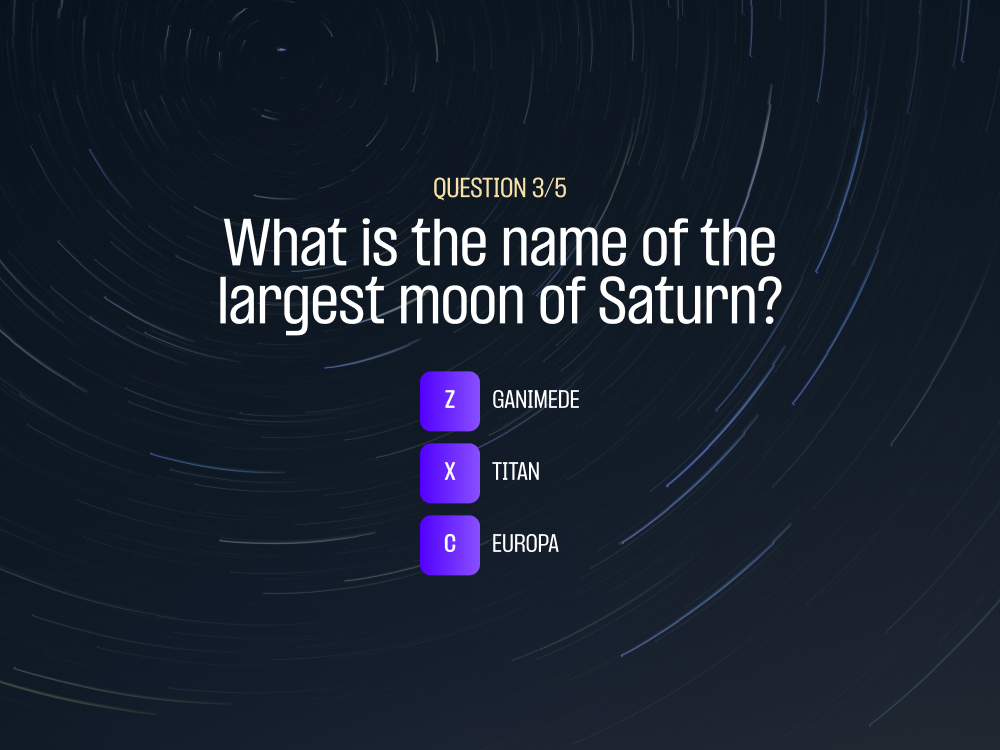 QUESTION 3/5
What is the name of the
largest moon of Saturn?
Z GANIMEDE
X TITAN
C EUROPA